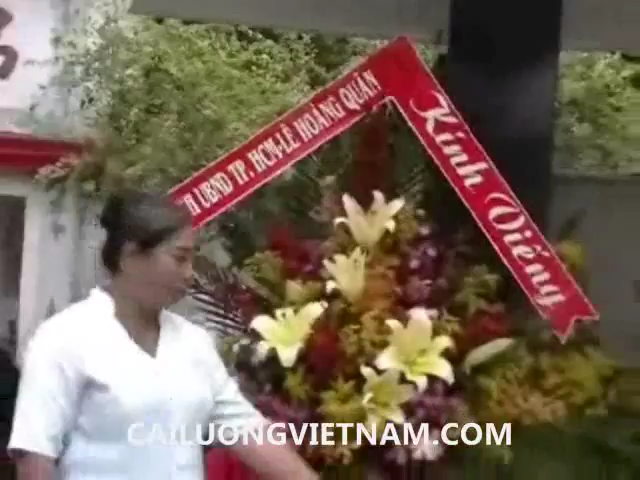 H UBND TP. HCM-LÊ HOÀNG QUÂN
Kính Viếng
CAILUONGVIETNAM.COM